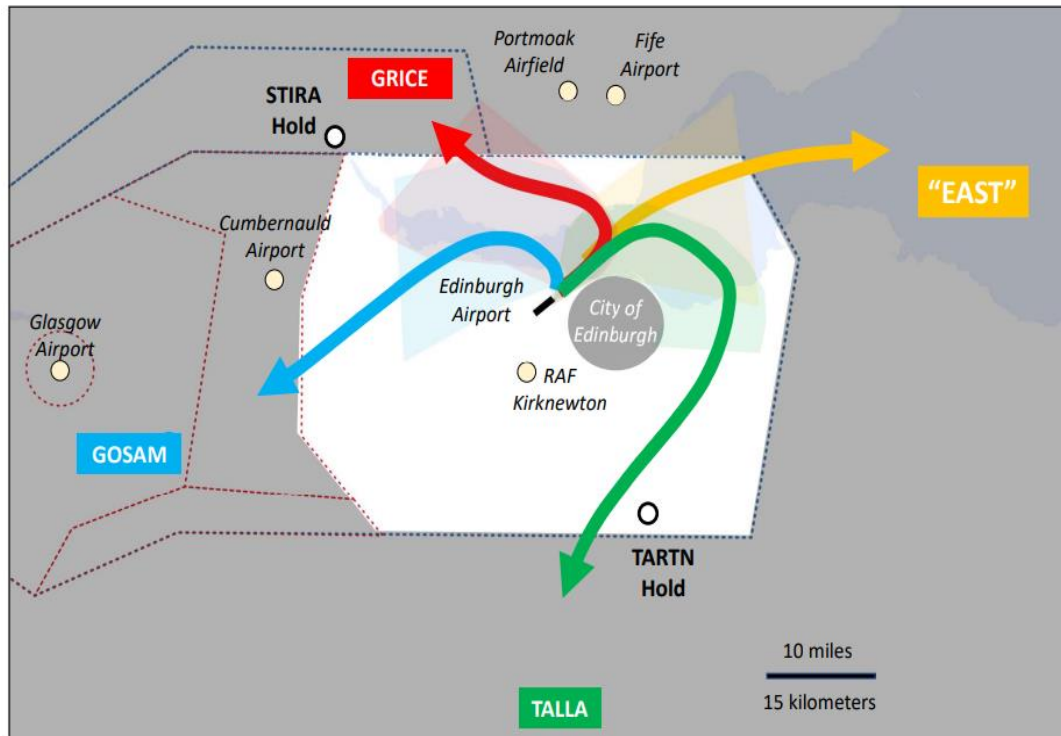 Portmoak
Airfield
Fife
Airport
GRICE
STIRA
Hold
"EAST"
Cumbernauld
Airport
Edinburgh
Airport
City of
Edinburgh
Glasgow
Airport
RAF
Kirknewton
GOSAM
TARTN
Hold
10 miles
15 kilometers
TALLA